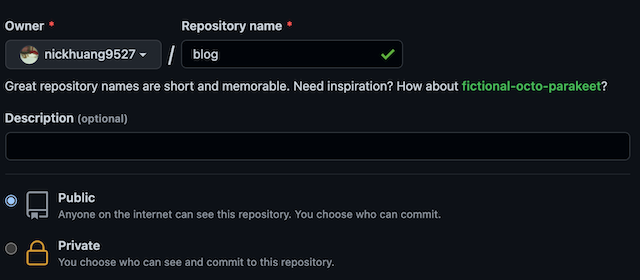 Owner *
Repository name *
nickhuang9527 / blog
Great repository names are short and memorable. Need inspiration? How about fictional-octo-parakeet?
Description (optional)
Public
Anyone on the internet can see this repository. You choose who can commit.
Private
You choose who can see and commit to this repository.